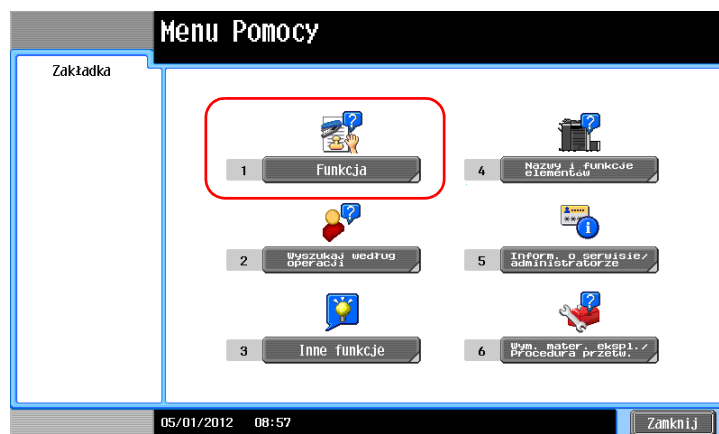 Menu Pomocy
Zakładka
1 Funkcja
4 Nazwy i funkcje
elementów
2 Wyszukaj według
operacji
5 Inform. o serwisie/
administratorze
3 Inne funkcje
6 Wym. mater. ekspl./
Procedura przetw.
05/01/2012 08:57
Zamknij